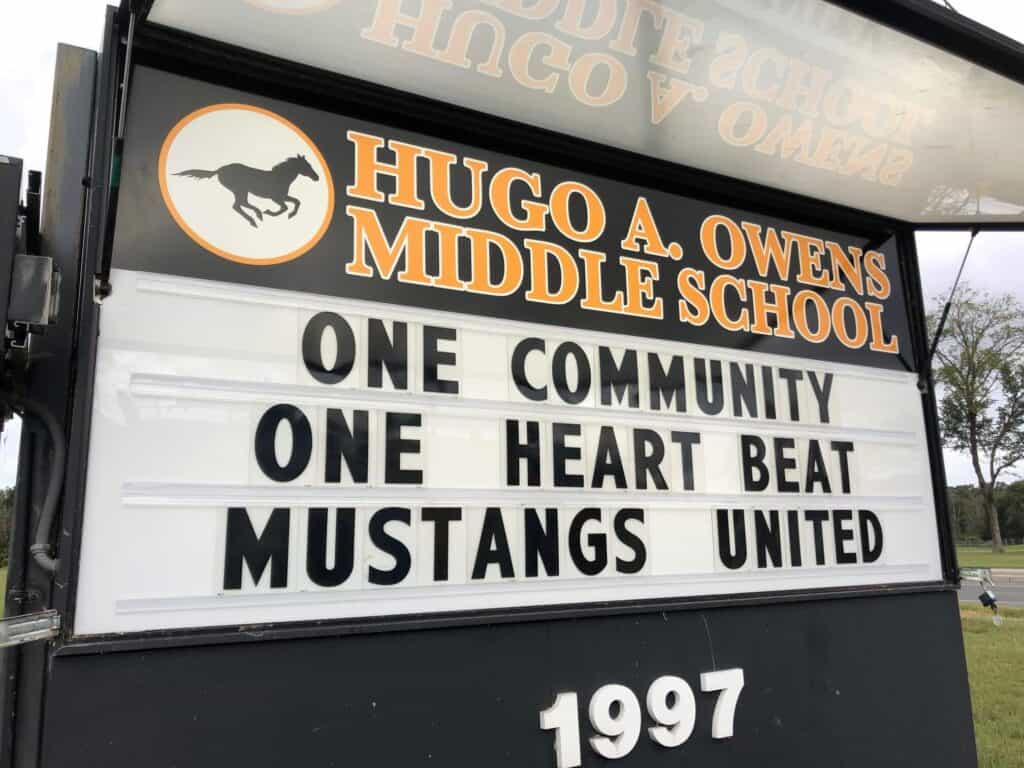 HUGO A. OWENS
MIDDLE SCHOOL
ONE COMMUNITY
ONE HEART BEAT
MUSTANGS UNITED
1997